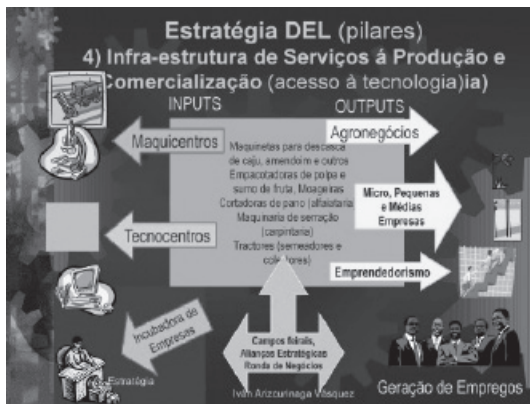 Estratégia DEL (pilares)
4) Infra-estrutura de Serviços á Produção e
Comercialização (acesso à tecnologia)ia)
INPUTS
OUTPUTS
Maquicentros
Tecnocentros
Incubadora de
Empresas
Estratégia
Maquinetas para descasca
de caju, amendoim e outros
Empacotadoras de polpa e
sumo de fruta, Moageiras
Cortadoras de pano (alfaiataria
Maquinaria de serração
(carpintaria)
Tractores (semeadores e
Campos feirais,
Alianças Estratégicas
Ronda de Negócios
Agronegócios
Micro, Pequenas
e Médias
Empresas
Emprendedorismo
Geração de Empregos
Iván Arizcurinaga Vásquez